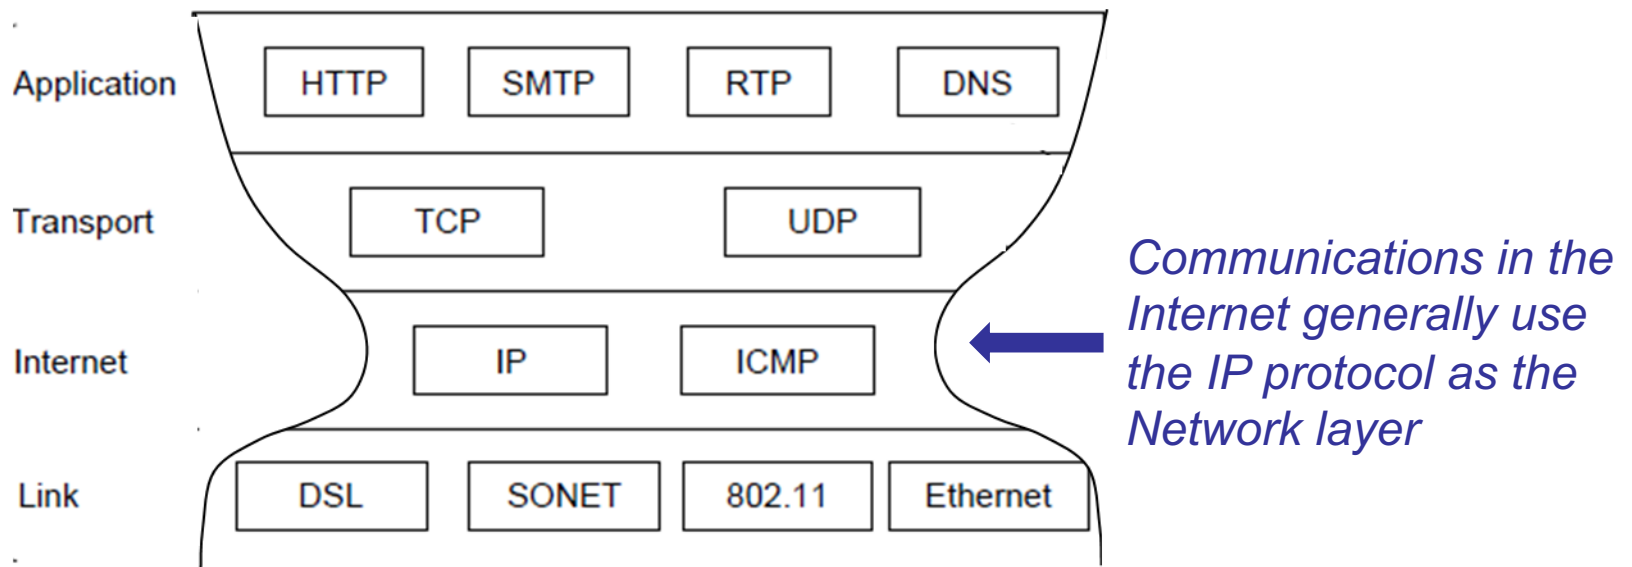 Application HTTP SMTP RTP DNS
Transport TCP UDP
Internet IP ICMP
Link DSL SONET 802.11 Ethernet
Communications in the
Internet generally use
the IP protocol as the
Network layer